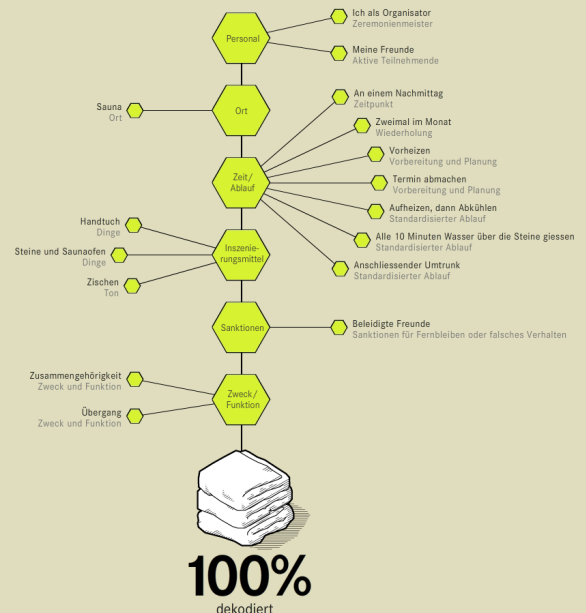 Personal
Ich als Organisator
Zeremonienmeister
Meine Freunde
Aktive Teilnehmende
Ort
Sauna
Ort
Zeit/
Ablauf
An einem Nachmittag
Zeitpunkt
Zweimal im Monat
Wiederholung
Vorheizen
Vorbereitung und Planung
Termin abmachen
Vorbereitung und Planung
Aufheizen, dann Abkühlen
Standardisierter Ablauf
Alle 10 Minuten Wasser über die Steine giessen
Standardisierter Ablauf
Anschliessender Umtrunk
Standardisierter Ablauf
Inszenie-
rungsmittel
Handtuch
Dinge
Steine und Saunaofen
Dinge
Zischen
Ton
Sanktionen
Beleidigte Freunde
Sanktionen für Fernbleiben oder falsches Verhalten
Zweck/
Funktion
Zusammengehörigkeit
Zweck und Funktion
Übergang
Zweck und Funktion
100%
dekodiert